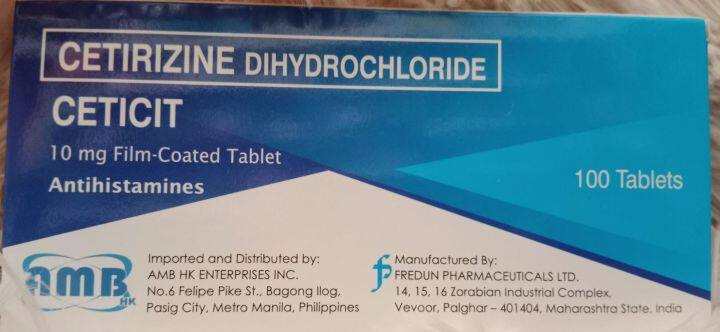 CETIRIZINE DIHYDROCHLORIDE
CETICIT
10 mg Film-Coated Tablet
Antihistamines
100 Tablets
AMB
HK
Imported and Distributed by:
AMB HK ENTERPRISES INC.
No.6 Felipe Pike St., Bagong Ilog,
Pasig City, Metro Manila, Philippines
Manufactured By:
FREDUN PHARMACEUTICALS LTD.
14, 15, 16 Zorabian Industrial Complex,
Vevoor, Palghar – 401404, Maharashtra State, India